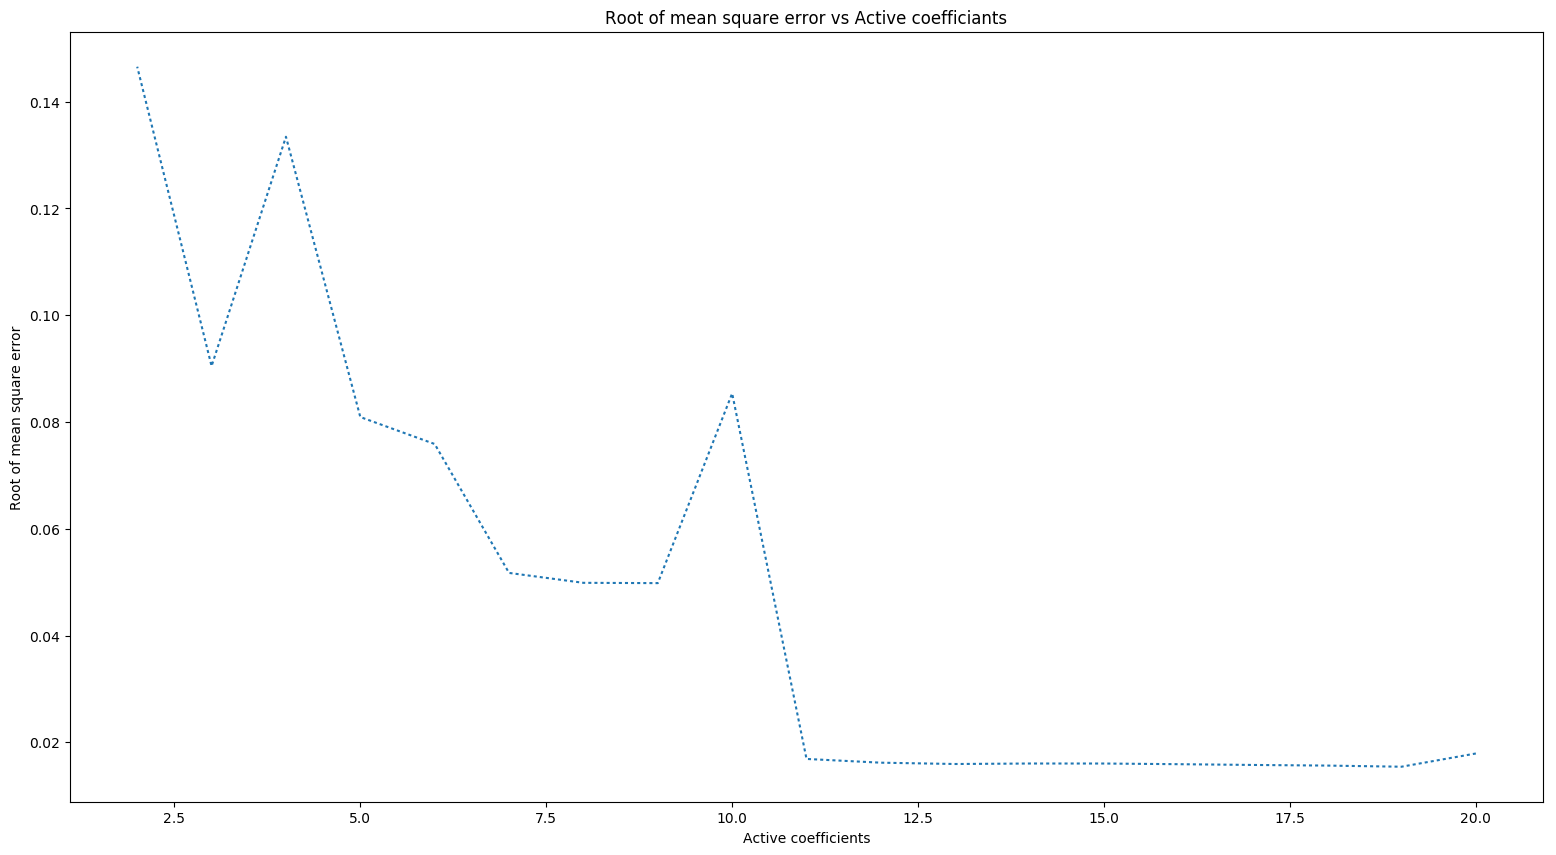 Root of mean square error vs Active coefficiants
0.14
0.12
0.10
0.08
0.06
0.04
0.02
Root of mean square error
2.5 5.0 7.5 10.0 12.5 15.0 17.5 20.0
Active coefficients